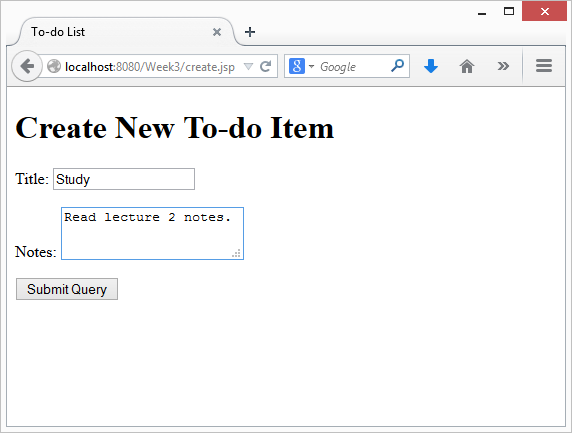 To-do List
localhost:8080/Week3/create.jsp
Google
Create New To-do Item
Title: Study
Read lecture 2 notes.
Notes:
Submit Query